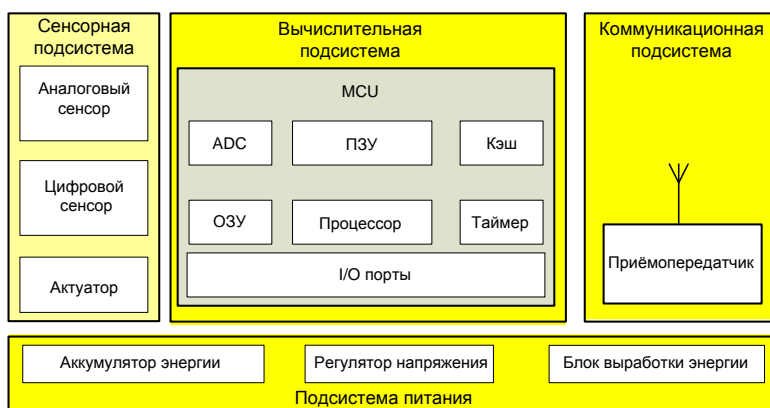 Сенсорная
подсистема
Аналоговый
сенсор
Цифровой
сенсор
Актуатор
Вычислительная
подсистема
MCU
ADC
ПЗУ
Кэш
ОЗУ
Процессор
Таймер
I/O порты
Коммуникационная
подсистема
Приёмопередатчик
Аккумулятор энергии
Регулятор напряжения
Блок выработки энергии
Подсистема питания